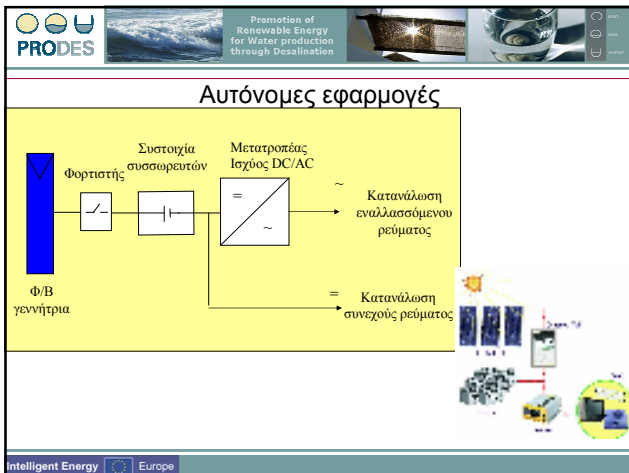 PRODES
Promotion of
Renewable Energy
for Water production
through Desalination
sun
sea
water
Αυτόνομες εφαρμογές
Φορτιστής
Συστοιχία
συσσωρευτών
Μετατροπέας
Ισχύος DC/AC
=
~
~
Κατανάλωση
εναλλασσόμενου
ρεύματος
Φ/Β
γεννήτρια
=
Κατανάλωση
συνεχούς ρεύματος
Intelligent Energy Europe